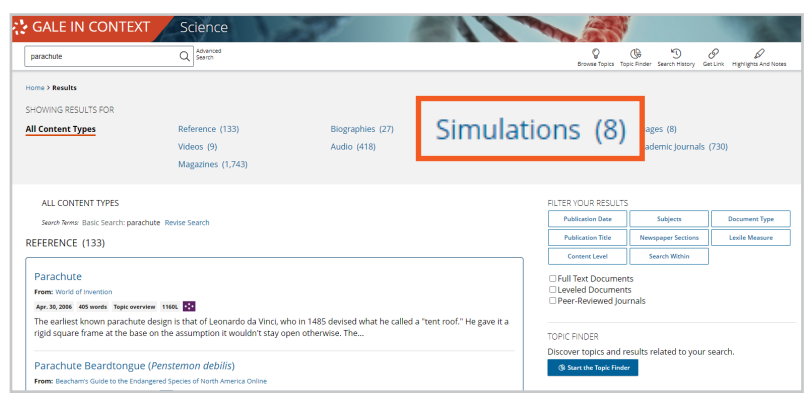 GALE IN CONTEXT Science
parachute
Advanced
Search
Browse Topics Topic Finder Search History Get Link Highlights And Notes
Home > Results
SHOWING RESULTS FOR
All Content Types Reference (133) Biographies (27) Simulations (8) ages (8)
Videos (9) Audio (418) ademic Journals (730)
Magazines (1,743)
ALL CONTENT TYPES
Search Terms: Basic Search: parachute Revise Search
REFERENCE (133)
Parachute
From: World of Invention
Apr. 30, 2006 405 words Topic overview 1160L
The earliest known parachute design is that of Leonardo da Vinci, who in 1485 devised what he called a "tent roof." He gave it a
rigid square frame at the base on the assumption it wouldn't stay open otherwise. The...
Parachute Beardtongue (Penstemon debilis)
From: Beacham's Guide to the Endangered Species of North America Online
FILTER YOUR RESULTS
Publication Date Subjects Document Type
Publication Title Newspaper Sections Lexile Measure
Content Level Search Within
Full Text Documents
Leveled Documents
Peer-Reviewed Journals
TOPIC FINDER
Discover topics and results related to your search.
Start the Topic Finder